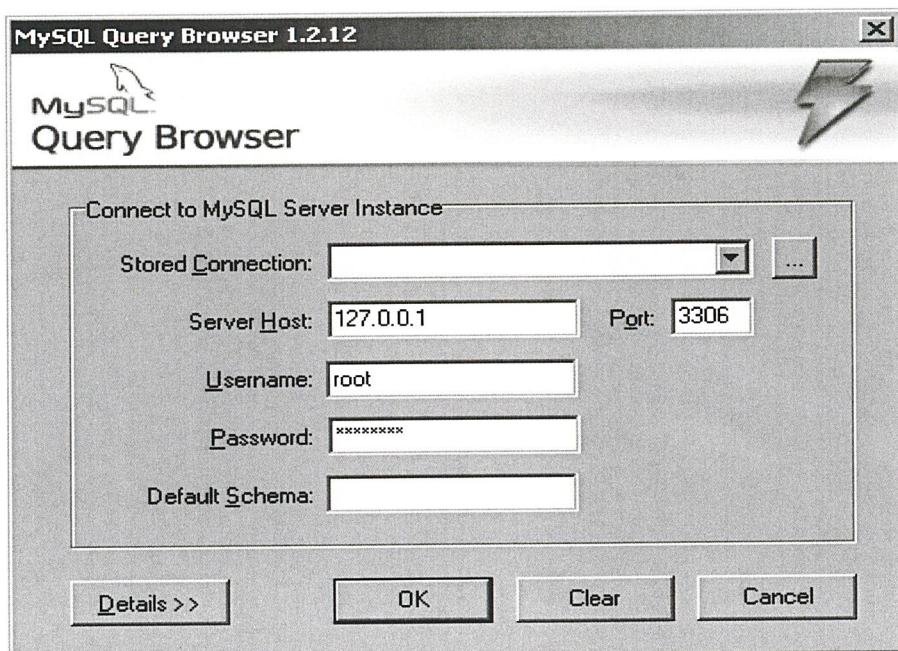 MySQL Query Browser 1.2.12
MySQL
Query Browser
Connect to MySQL Server Instance
Stored Connection: ...
Server Host: 127.0.0.1 Port: 3306
Username: root
Password: ××××××××
Default Schema:
Details >> OK Clear Cancel